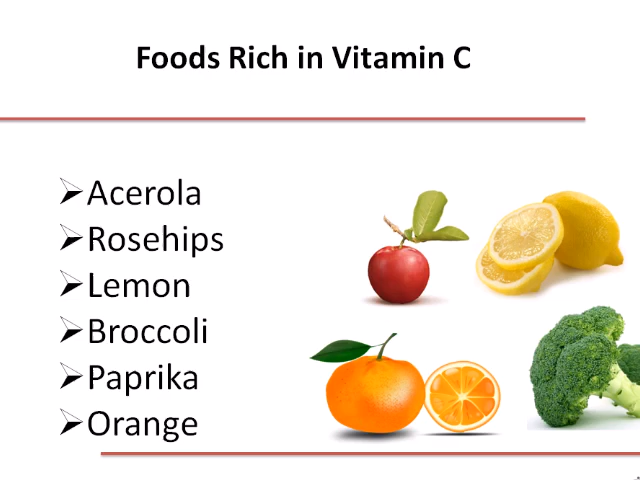 Foods Rich in Vitamin C
➢Acerola
➢Rosehips
➢Lemon
➢Broccoli
➢Paprika
➢Orange